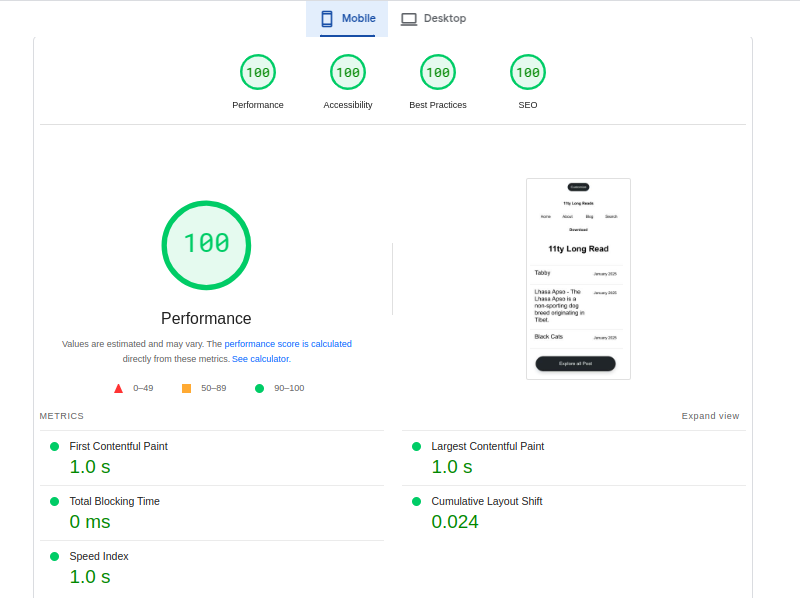 Mobile
Desktop
100
100
100
100
Performance
Accessibility
Best Practices
SEO
100
Performance
Values are estimated and may vary. The performance score is calculated
directly from these metrics. See calculator.
0–49
50–89
90–100
11ty Long Reads
Home
About
Blog
Search
Download
11ty Long Read
Tabby
January 2025
Lhasa Apso - The
Lhasa Apso is a
non-sporting dog
breed originating in
Tibet.
January 2025
Black Cats
January 2025
Explore all Post
METRICS
Expand view
First Contentful Paint
1.0 s
Largest Contentful Paint
1.0 s
Total Blocking Time
0 ms
Cumulative Layout Shift
0.024
Speed Index
1.0 s